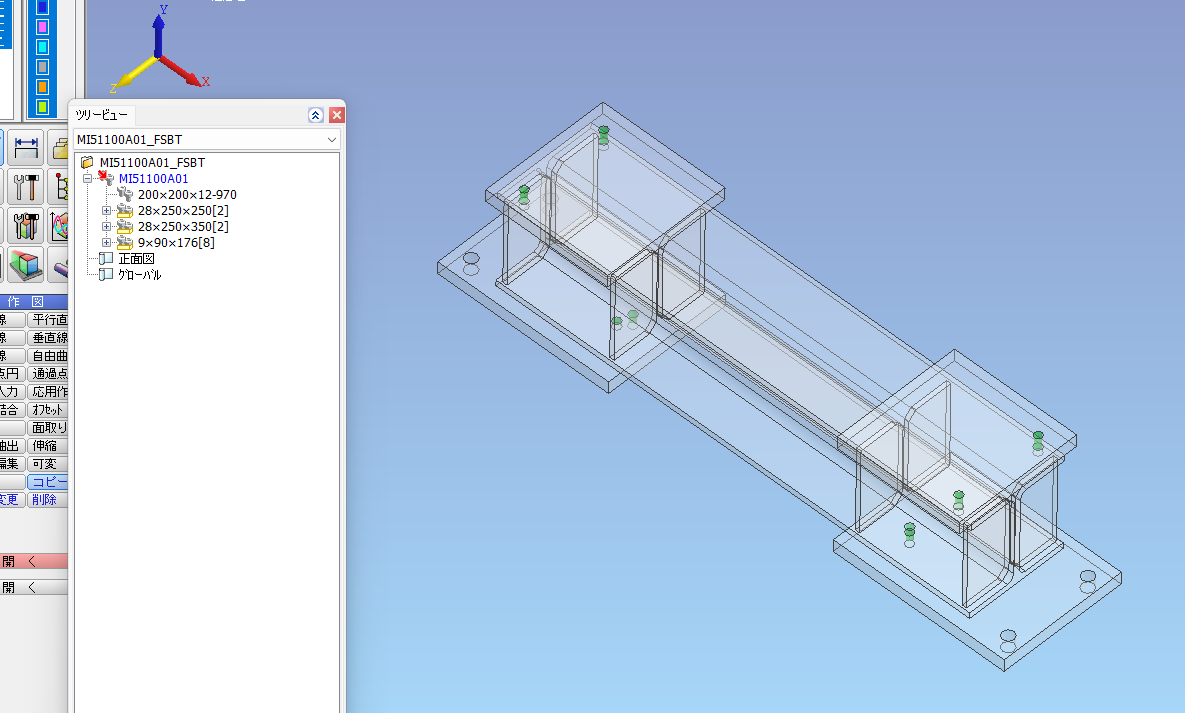 Y
X
Z
ツリービュー
MI51100A01_FSBT
MI51100A01_FSBT
MI51100A01
200×200×12-970
28×250×250[2]
28×250×350[2]
9×90×176[8]
正面図
グローバル
作 図
線 平行直
線 垂直線
線 自由曲
点円 通過点
入力 応用作
結合 オフセット
面取り
抽出 伸縮
編集 可変
コピー
変更 削除
開 <
開 <